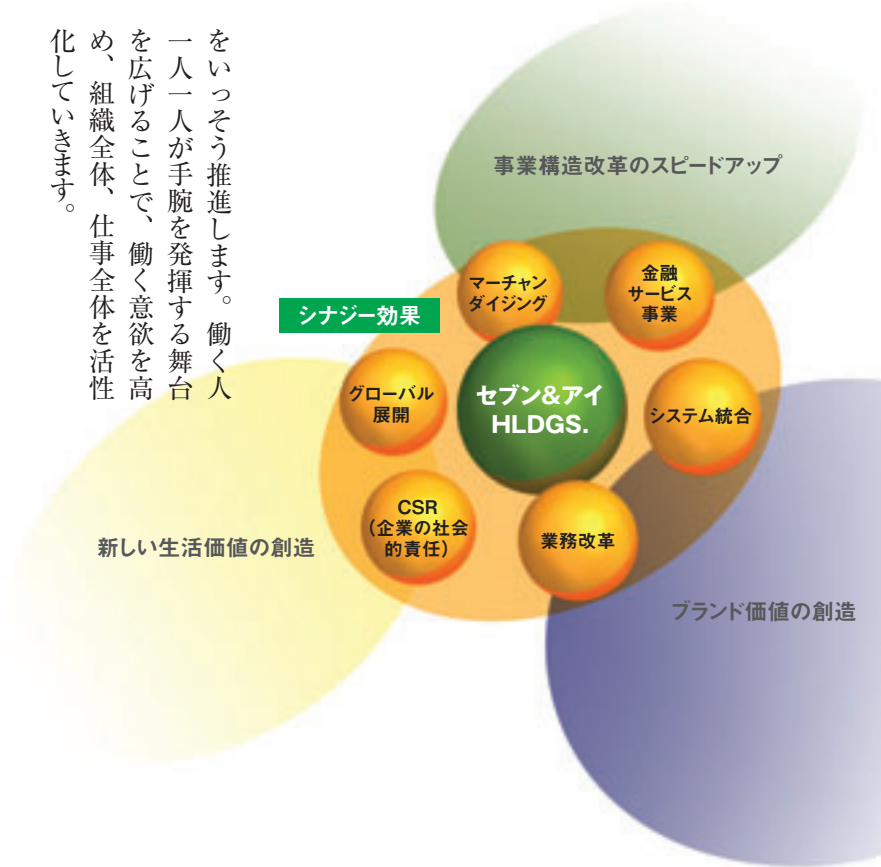 をいっそう推進します。働く人
一人一人が手腕を発揮する舞台
を広げることで、働く意欲を高
め、組織全体、仕事全体を活性
化していきます。
事業構造改革のスピードアップ
マーチャン
ダイジング
金融
サービス
事業
シナジー効果
グローバル
展開
セブン&アイ
HLDGS.
システム統合
CSR
（企業の社会
的責任）
業務改革
新しい生活価値の創造
ブランド価値の創造